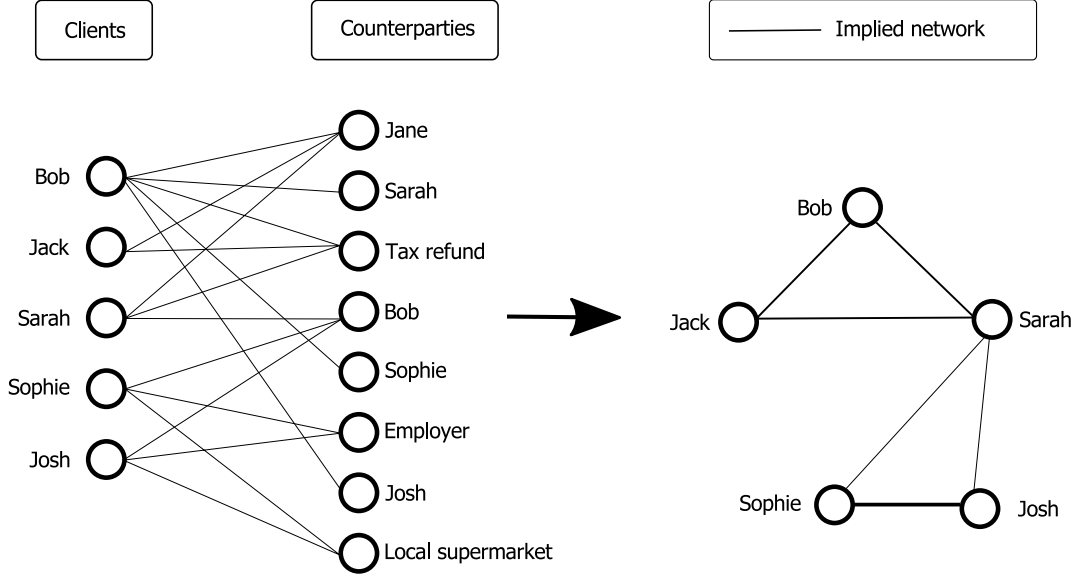 Clients
Counterparties
Implied network
Bob
Jack
Sarah
Sophie
Josh
Jane
Sarah
Tax refund
Bob
Sophie
Employer
Josh
Local supermarket
Bob
Jack
Sarah
Sophie
Josh